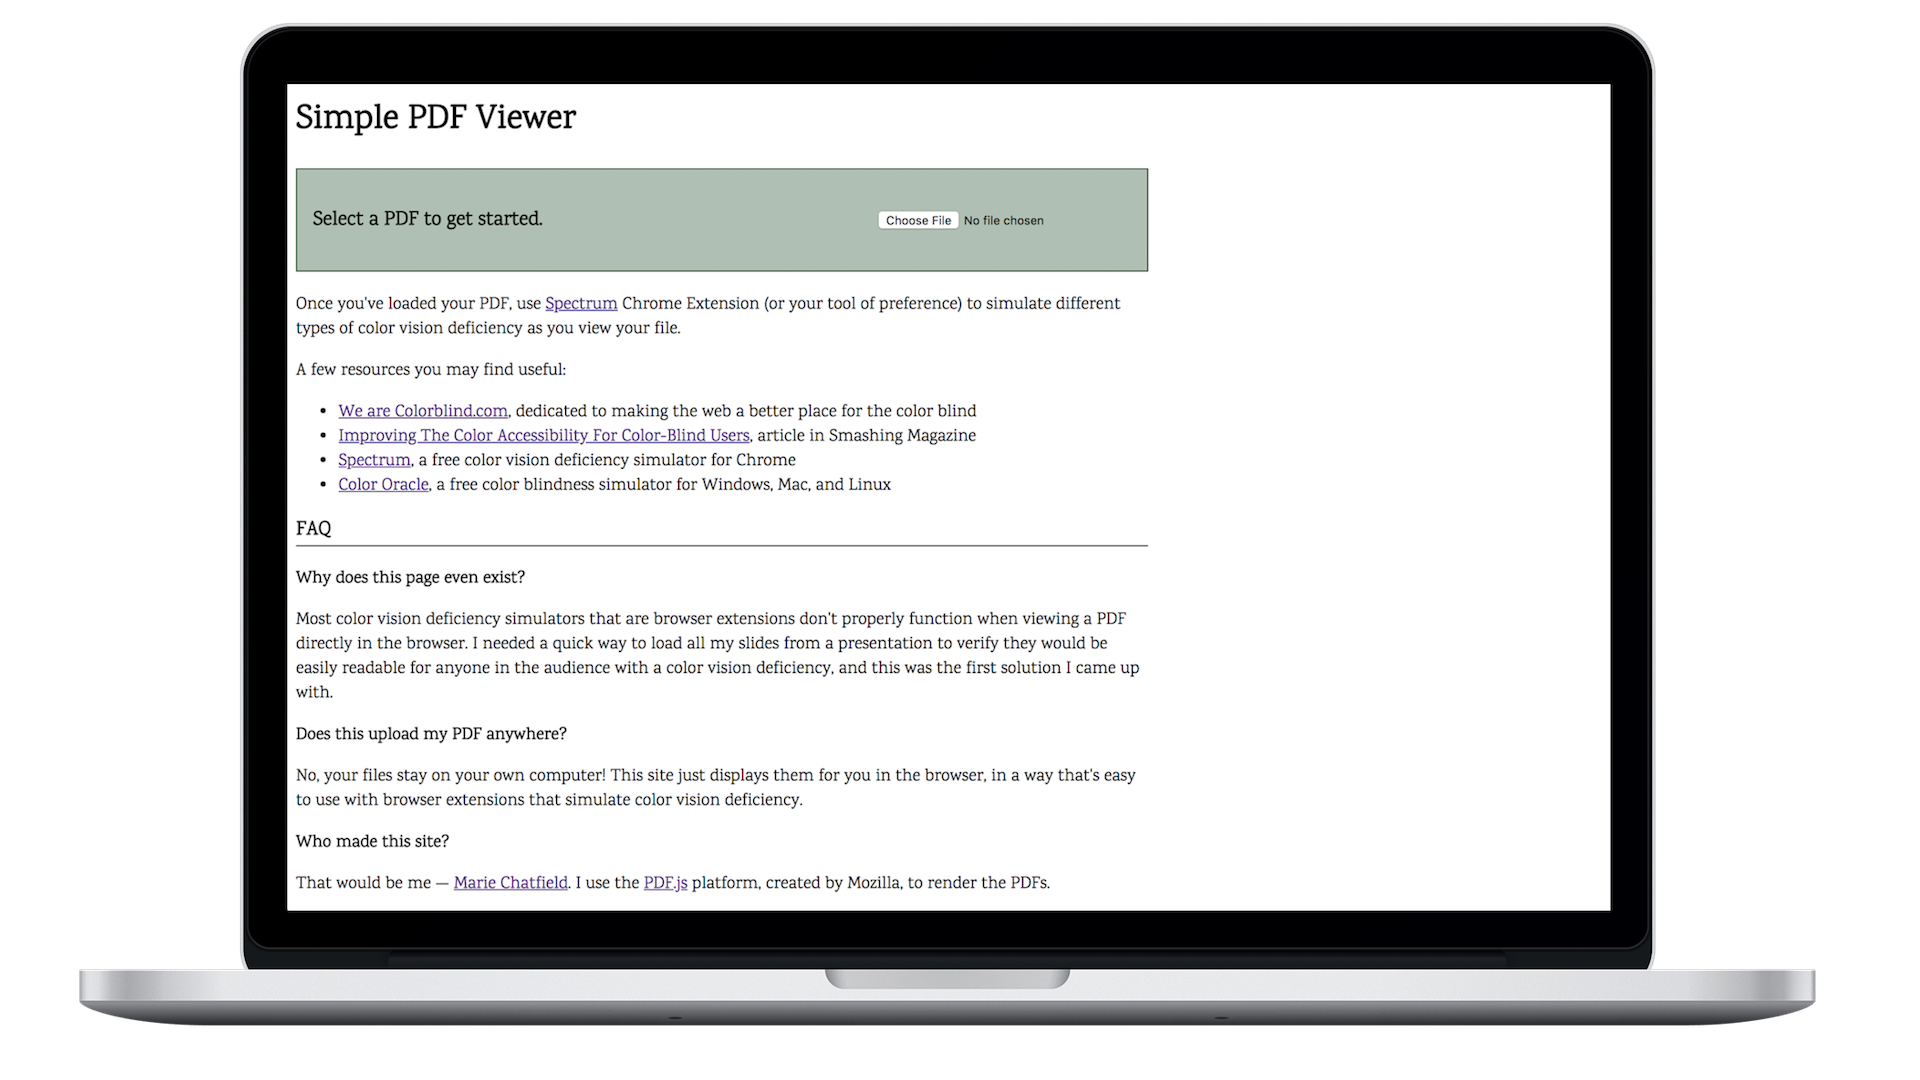 Simple PDF Viewer
Select a PDF to get started.
Choose File No file chosen
Once you've loaded your PDF, use Spectrum Chrome Extension (or your tool of preference) to simulate different
types of color vision deficiency as you view your file.
A few resources you may find useful:
• We are Colorblind.com, dedicated to making the web a better place for the color blind
• Improving The Color Accessibility For Color-Blind Users, article in Smashing Magazine
• Spectrum, a free color vision deficiency simulator for Chrome
• Color Oracle, a free color blindness simulator for Windows, Mac, and Linux
FAQ
Why does this page even exist?
Most color vision deficiency simulators that are browser extensions don't properly function when viewing a PDF
directly in the browser. I needed a quick way to load all my slides from a presentation to verify they would be
easily readable for anyone in the audience with a color vision deficiency, and this was the first solution I came up
with.
Does this upload my PDF anywhere?
No, your files stay on your own computer! This site just displays them for you in the browser, in a way that's easy
to use with browser extensions that simulate color vision deficiency.
Who made this site?
That would be me — Marie Chatfield. I use the PDF.js platform, created by Mozilla, to render the PDFs.